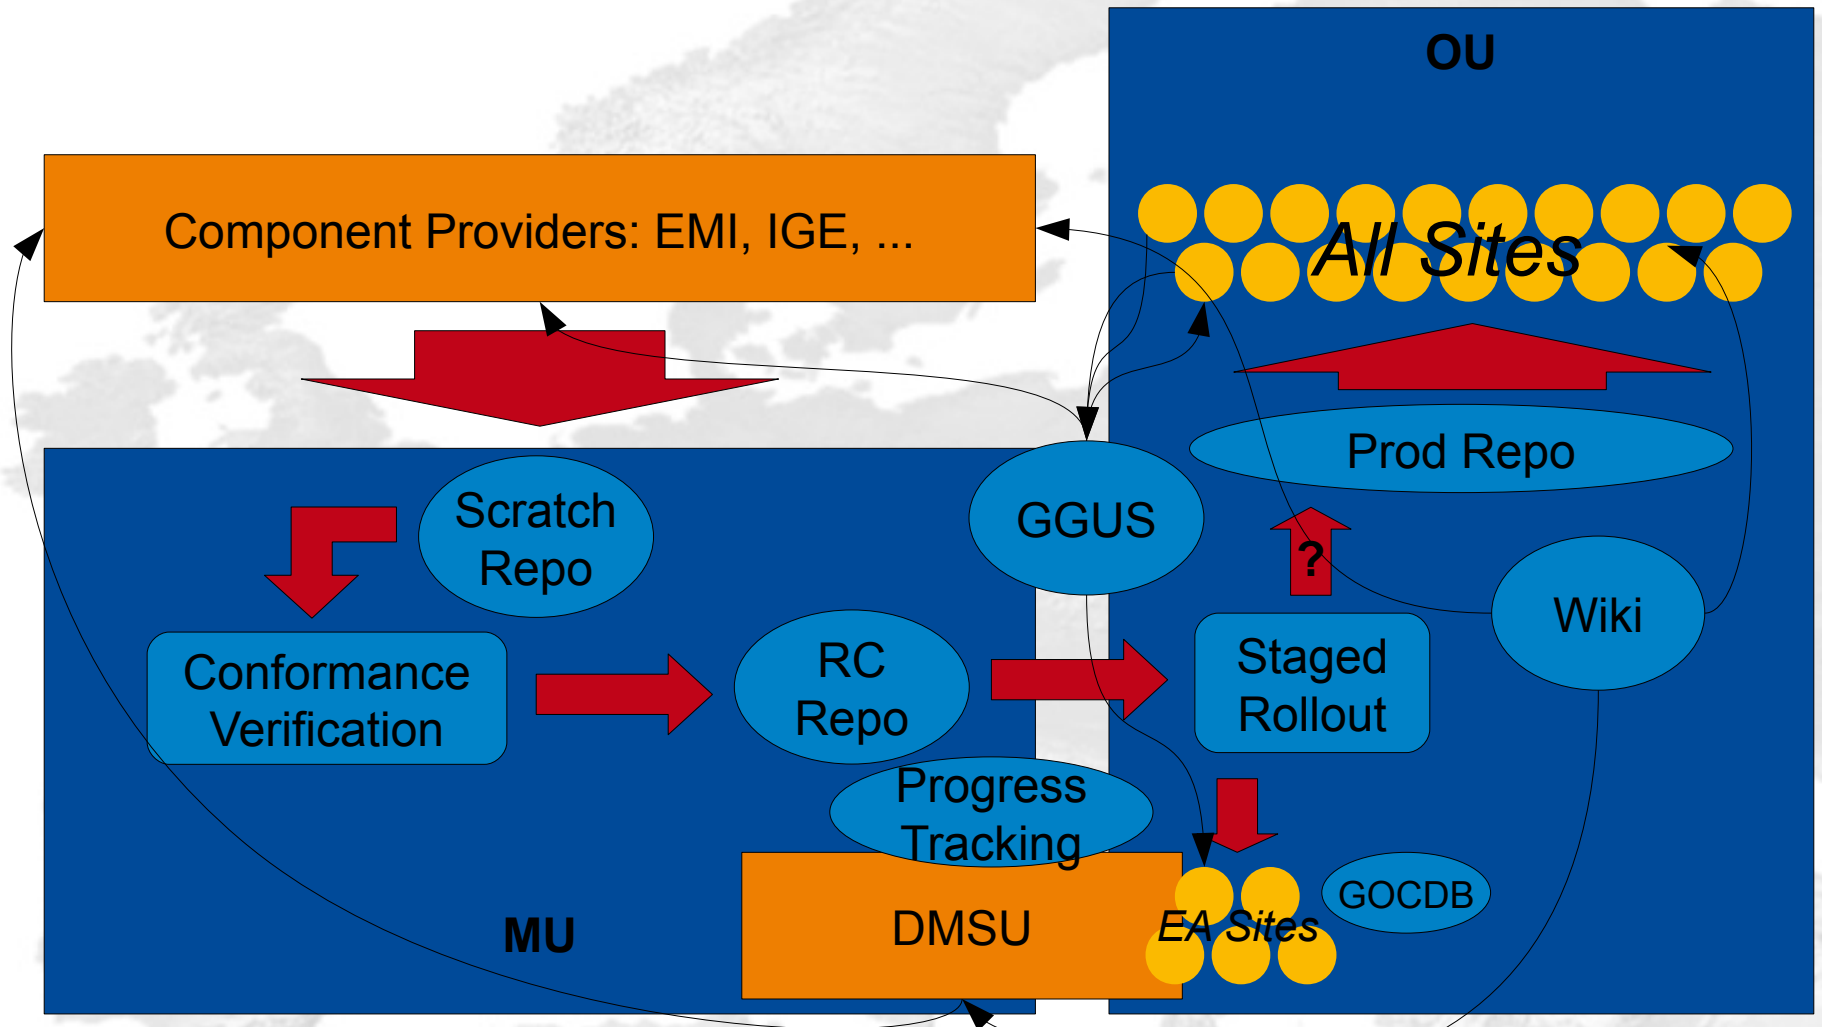 OU
Component Providers: EMI, IGE, ...
All Sites
Prod Repo
Scratch
Repo
GGUS
?
Wiki
Conformance
Verification
RC
Repo
Staged
Rollout
Progress
Tracking
MU
DMSU
EA Sites
GOCDB